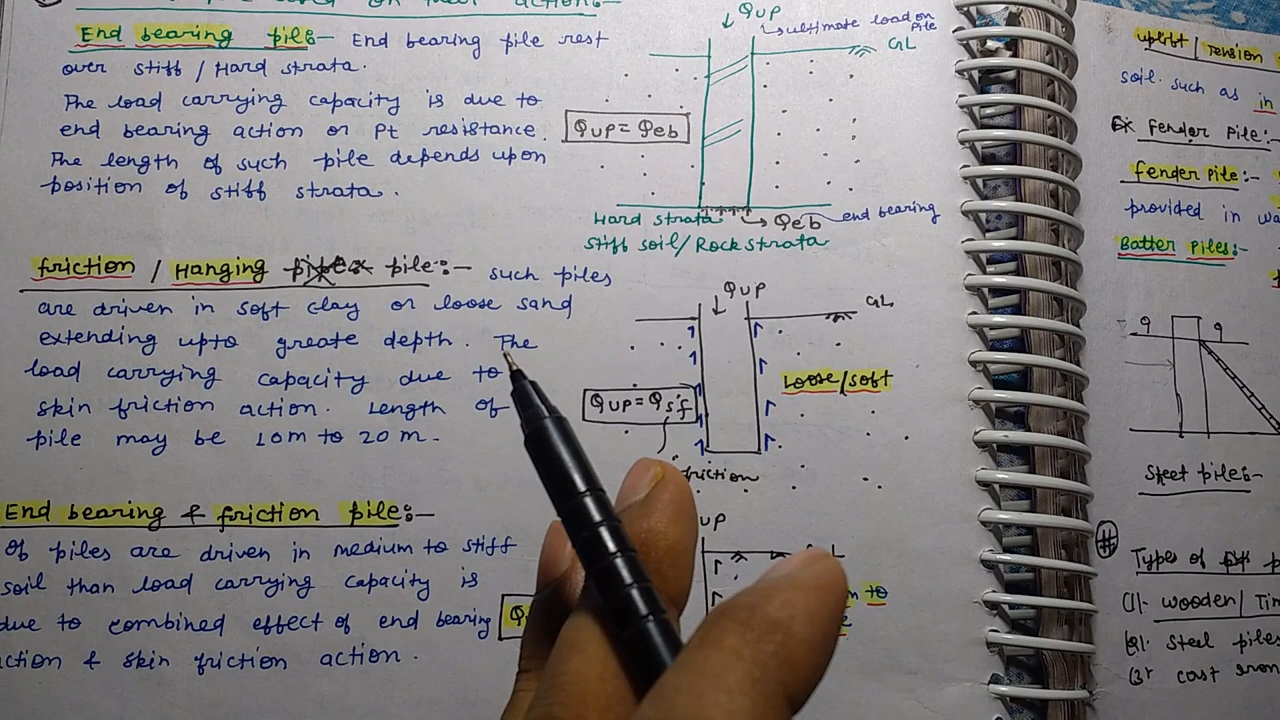 on their action:-
End bearing pile:- End bearing pile rest
over stiff / Hard strata.
The load carrying capacity is due to
end bearing action or Pt resistance.
The length of such pile depends upon
position of stiff strata.
QUP
ultimate load on
Pile
GL
QUP = Qeb
Hard strata
Qeb
end bearing
Stiff soil/Rock strata
friction / Hanging pile:- such piles
are driven in soft clay or loose sand
extending upto greate depth. The
load carrying capacity due to
skin friction action. Length of
pile may be 10m to 20 m.
QUP
GL
Loose/soft
QUP = Qsf
friction
End bearing & friction pile:-
Of piles are driven in medium to stiff
soil than load carrying capacity is
due to combined effect of end bearing
ction & skin friction action.
UP
to
uplift / Tension
soil such as in
Ex Fender Pile:-
fender Pile:-
provided in wa
Batter Piles:-
q
q
Sheet pile:-
#
Types of
(1). wooden/Tim
(2). Steel piles
(3) cast iron